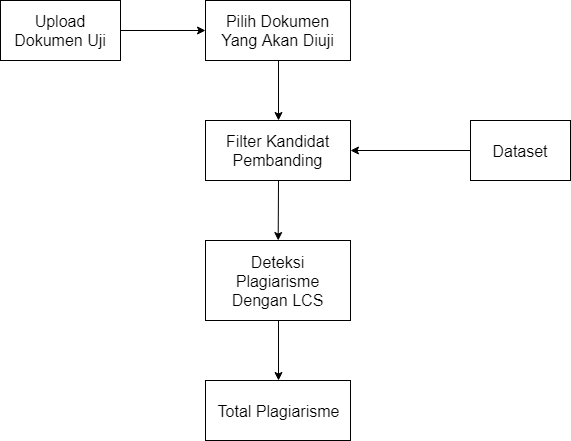 Upload
Dokumen Uji
Pilih Dokumen
Yang Akan Diuji
Filter Kandidat
Pembanding
Dataset
Deteksi
Plagiarisme
Dengan LCS
Total Plagiarisme